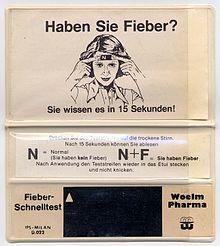 Haben Sie Fieber?
N
Sie wissen es in 15 Sekunden!
auf die trockene Stirn.
Nach 15 Sekunden können Sie ablesen
N = Normal N+F = Sie haben Fieber
(Sie haben kein Fieber)
Nach Anwendung den Teststreifen wieder in das Etui stecken
und nicht knicken.
Fieber-
Schnelltest
Woelm
Pharma
IPS-MILAN
G.022